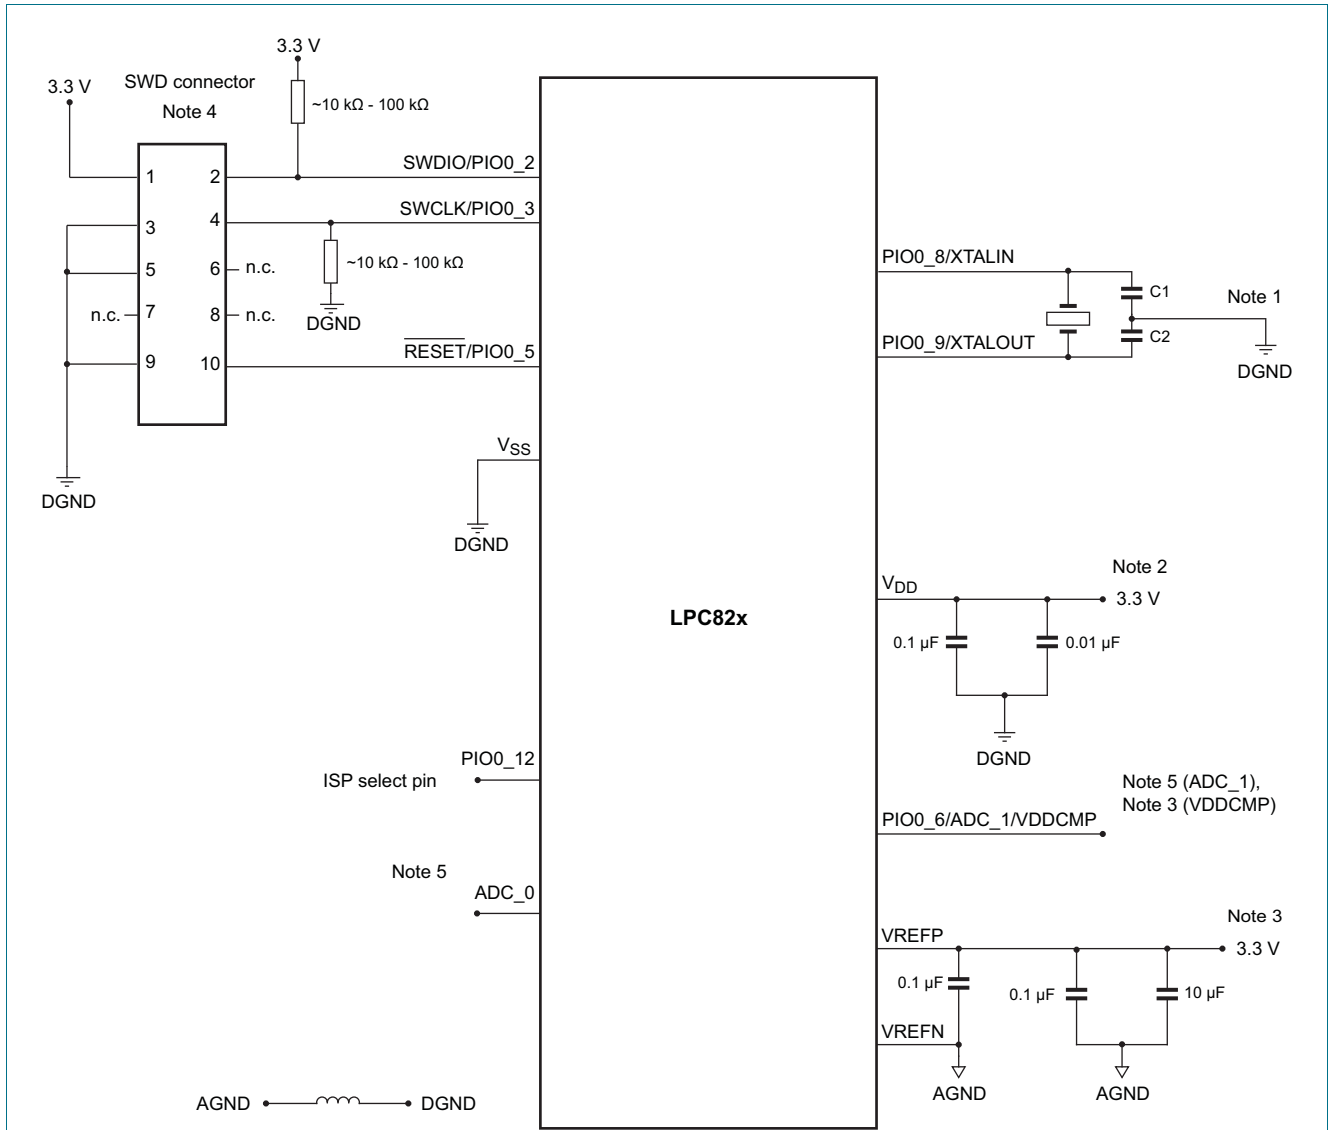 3.3 V
3.3 V
SWD connector
Note 4
~10 kΩ - 100 kΩ
1
2
SWDIO/PIO0_2
3
4
SWCLK/PIO0_3
5
6
n.c.
~10 kΩ - 100 kΩ
n.c.
7
8
n.c.
DGND
9
10
RESET/PIO0_5
DGND
VSS
DGND
LPC82x
PIO0_12
ISP select pin
Note 5
ADC_0
AGND
DGND
PIO0_8/XTALIN
C1
Note 1
PIO0_9/XTALOUT
C2
DGND
VDD
Note 2
3.3 V
0.1 µF
0.01 µF
DGND
Note 5 (ADC_1),
Note 3 (VDDCMP)
PIO0_6/ADC_1/VDDCMP
Note 3
VREFP
3.3 V
0.1 µF
0.1 µF
10 µF
VREFN
AGND
AGND